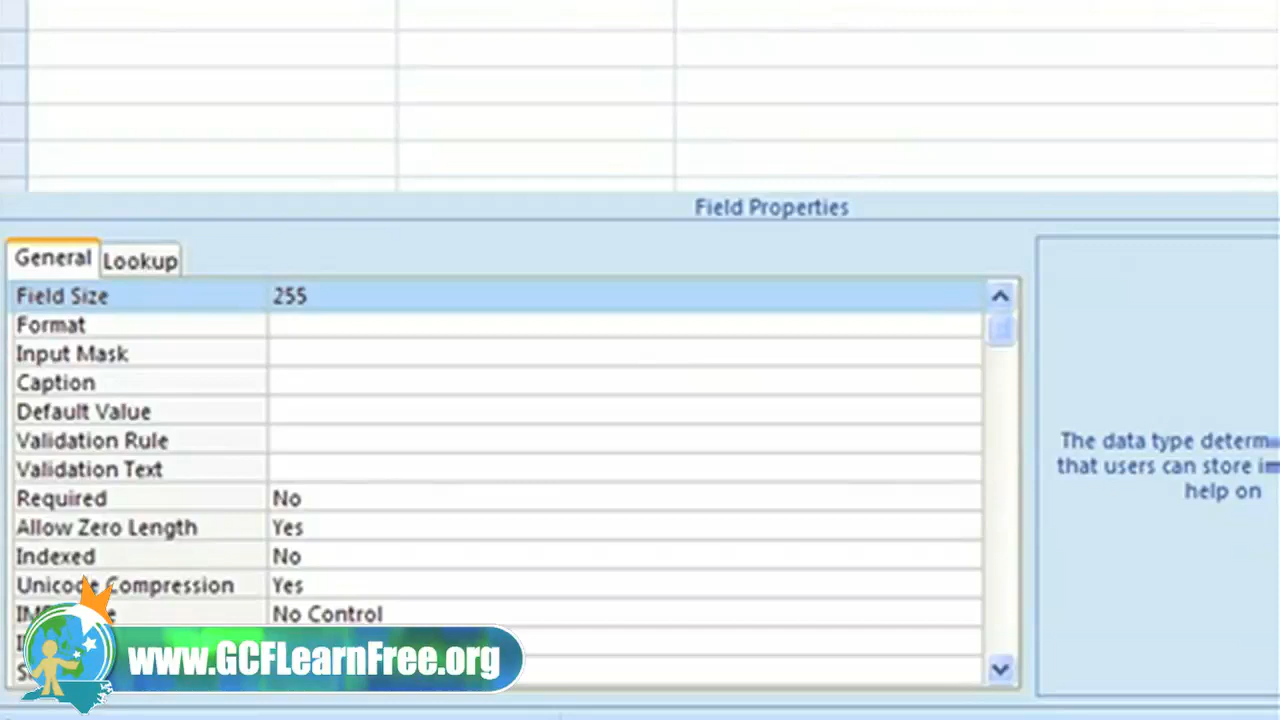 Field Properties
General
Lookup
Field Size 255
Format
Input Mask
Caption
Default Value
Validation Rule
Validation Text
Required No
Allow Zero Length Yes
Indexed No
Unicode Compression Yes
No Control
The data type
that users can store
help on
www.GCFLearnFree.org